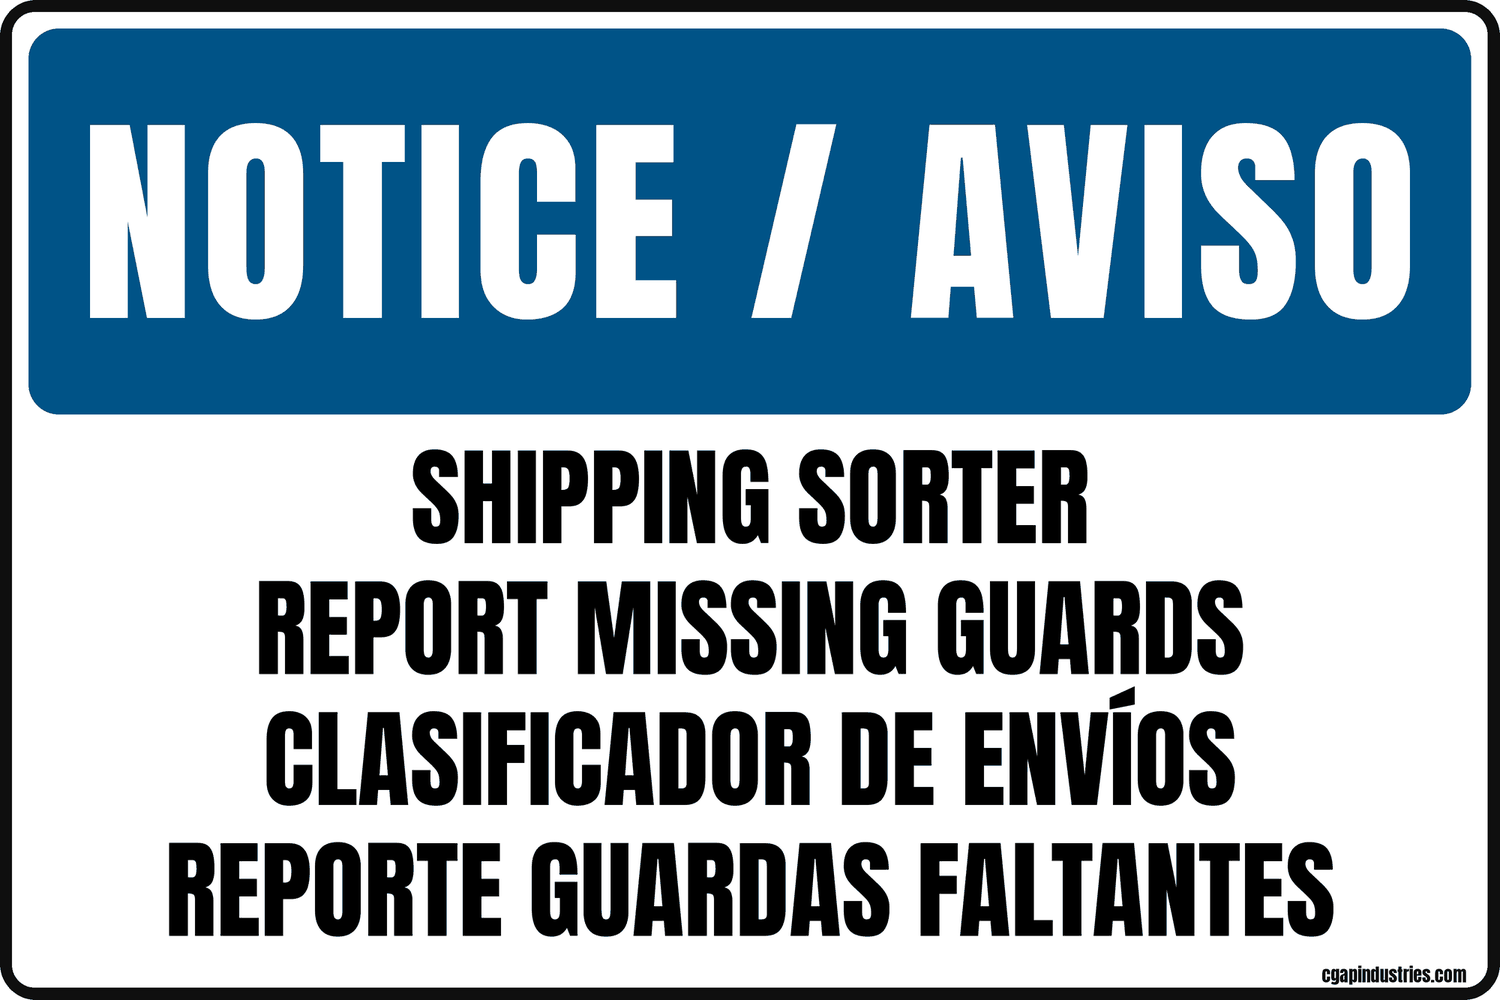 NOTICE / AVISO
SHIPPING SORTER
REPORT MISSING GUARDS
CLASIFICADOR DE ENVÍOS
REPORTE GUARDAS FALTANTES
cgapindustries.com